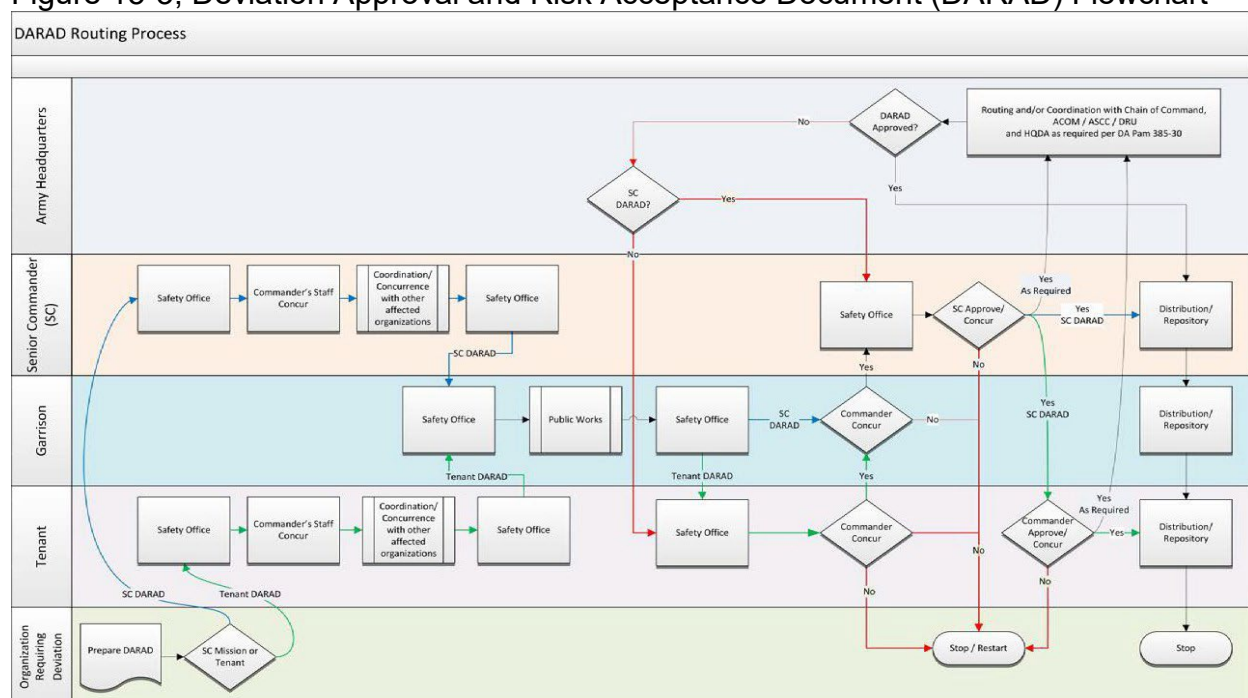 Figure 10-3, Deviation Approval and Risk Acceptance Document (DARAD) Flowchart
DARAD Routing Process
Army Headquarters
DARAD
Approved?
No
Yes
Routing and/or Coordination with Chain of Command,
ACOM / ASCC / DRU
and HQDA as required per DA Pam 385-30
SC
DARAD?
Yes
No
Senior Commander
(SC)
Safety Office
Commander's Staff
Concur
Coordination/
Concurrence
with other
affected
organizations
Safety Office
SC DARAD
Safety Office
SC Approve/
Concur
Yes
As Required
Yes
SC DARAD
No
Distribution/
Repository
Garrison
Safety Office
Public Works
Safety Office
SC
DARAD
Yes
Commander
Concur
No
Yes
SC DARAD
Distribution/
Repository
Tenant DARAD
Tenant DARAD
Yes
Tenant
Safety Office
Commander's Staff
Concur
Coordination/
Concurrence
with other
affected
organizations
Safety Office
Safety Office
Commander
Concur
No
No
Commander
Approve/
Concur
Yes
As Required
Yes
No
Distribution/
Repository
SC DARAD
Tenant DARAD
Organization
Requiring
Deviation
Prepare DARAD
SC Mission or
Tenant
Stop / Restart
Stop